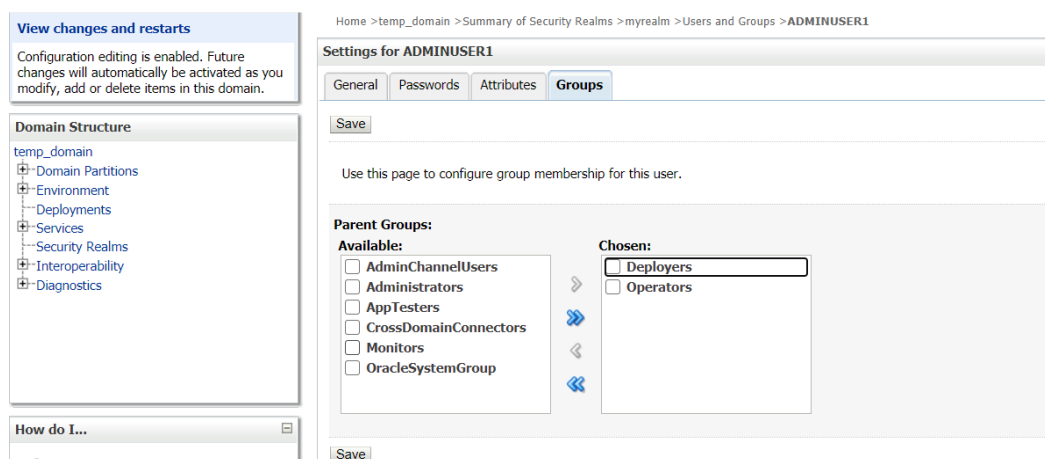 Home >temp_domain >Summary of Security Realms >myrealm >Users and Groups >ADMINUSER1
View changes and restarts
Configuration editing is enabled. Future
changes will automatically be activated as you
modify, add or delete items in this domain.
Domain Structure
temp_domain
Domain Partitions
Environment
Deployments
Services
Security Realms
Interoperability
Diagnostics
How do I...
Settings for ADMINUSER1
General Passwords Attributes Groups
Save
Use this page to configure group membership for this user.
Parent Groups:
Available:
AdminChannelUsers
Administrators
AppTesters
CrossDomainConnectors
Monitors
OracleSystemGroup
Chosen:
Deployers
Operators
Save